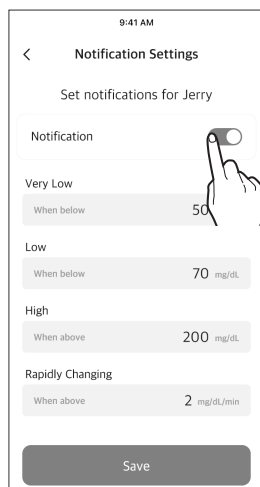 9:41 AM
Notification Settings
Set notifications for Jerry
Notification
Very Low
When below 50
Low
When below 70 mg/dL
High
When above 200 mg/dL
Rapidly Changing
When above 2 mg/dL/min
Save